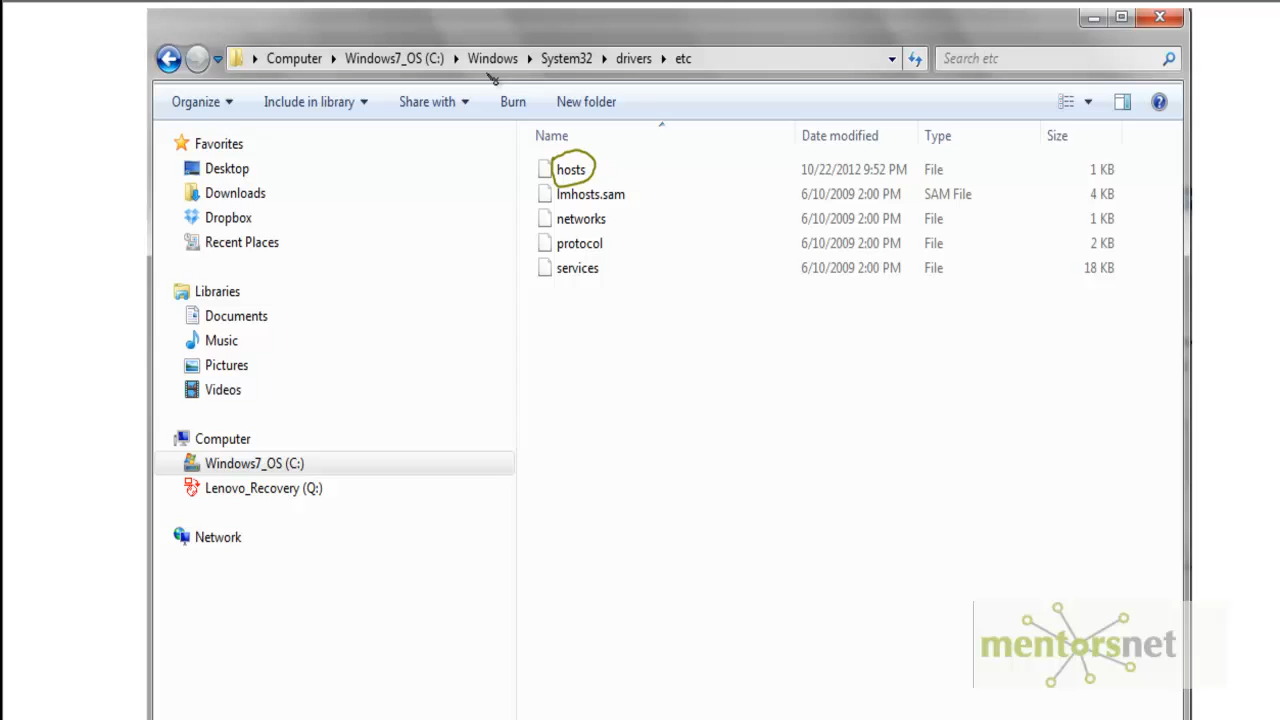 Computer Windows7_OS (C:) Windows System32 drivers etc Search etc
Organize Include in library Share with Burn New folder
Name Date modified Type Size
hosts 10/22/2012 9:52 PM File 1 KB
lmhosts.sam 6/10/2009 2:00 PM SAM File 4 KB
networks 6/10/2009 2:00 PM File 1 KB
protocol 6/10/2009 2:00 PM File 2 KB
services 6/10/2009 2:00 PM File 18 KB
Favorites
Desktop
Downloads
Dropbox
Recent Places
Libraries
Documents
Music
Pictures
Videos
Computer
Windows7_OS (C:)
Lenovo_Recovery (Q:)
Network
mentorsnet